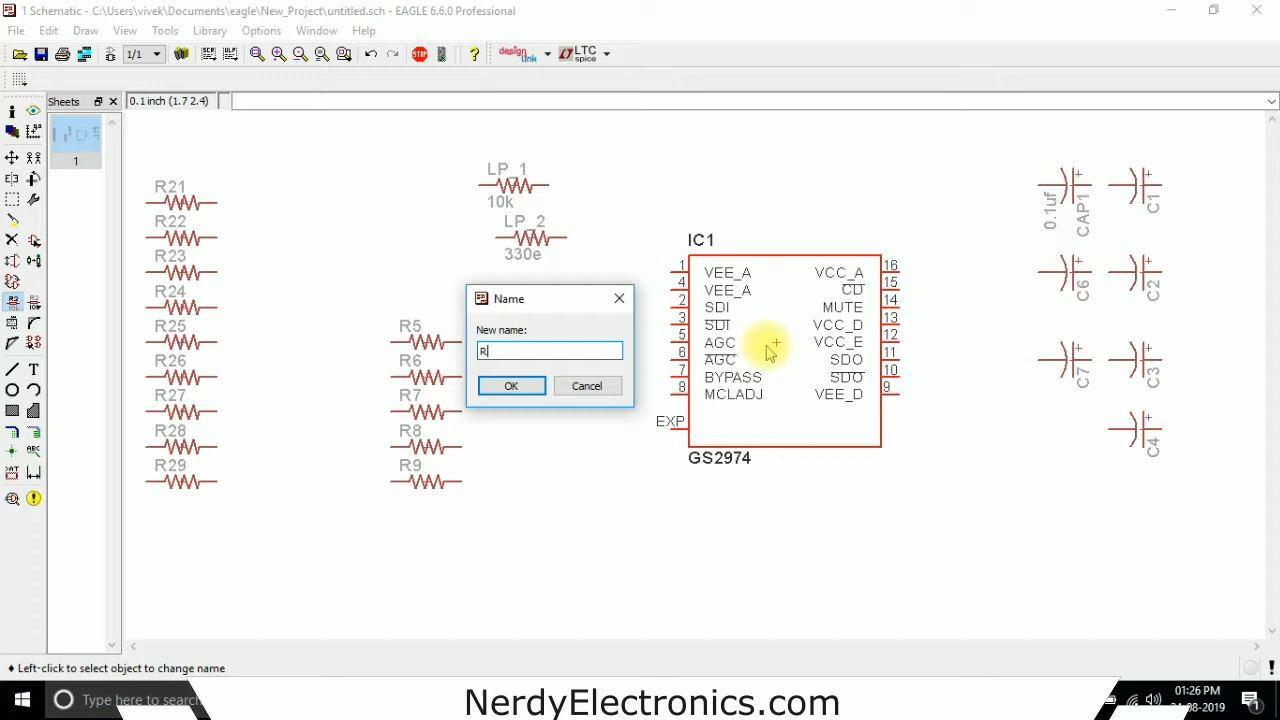 1 Schematic - C:\Users\vivek\Documents\eagle\New_Project\untitled.sch - EAGLE 6.6.0 Professional
File Edit Draw View Tools Library Options Window Help
1/1 STOP ? design link LTC spice
Sheets 0.1 inch (1.7 2.4)
1
R21
R22
R23
R24
R25
R26
R27
R28
R29
R5
R6
R7
R8
R9
LP_1
10k
LP_2
330e
Name
New name:
R
OK Cancel
IC1
1 VEE_A VCC_A 16
4 VEE_A CD 15
2 SDI MUTE 14
3 SDI VCC_D 13
5 AGC VCC_E 12
6 AGC SDO 11
7 BYPASS SDO 10
8 MCLADJ VEE_D 9
EXP
GS2974
0.1uf CAP1 C1
C6 C2
C7 C3
C4
Left-click to select object to change name
Type here to search
NerdyElectronics.com
01:26 PM